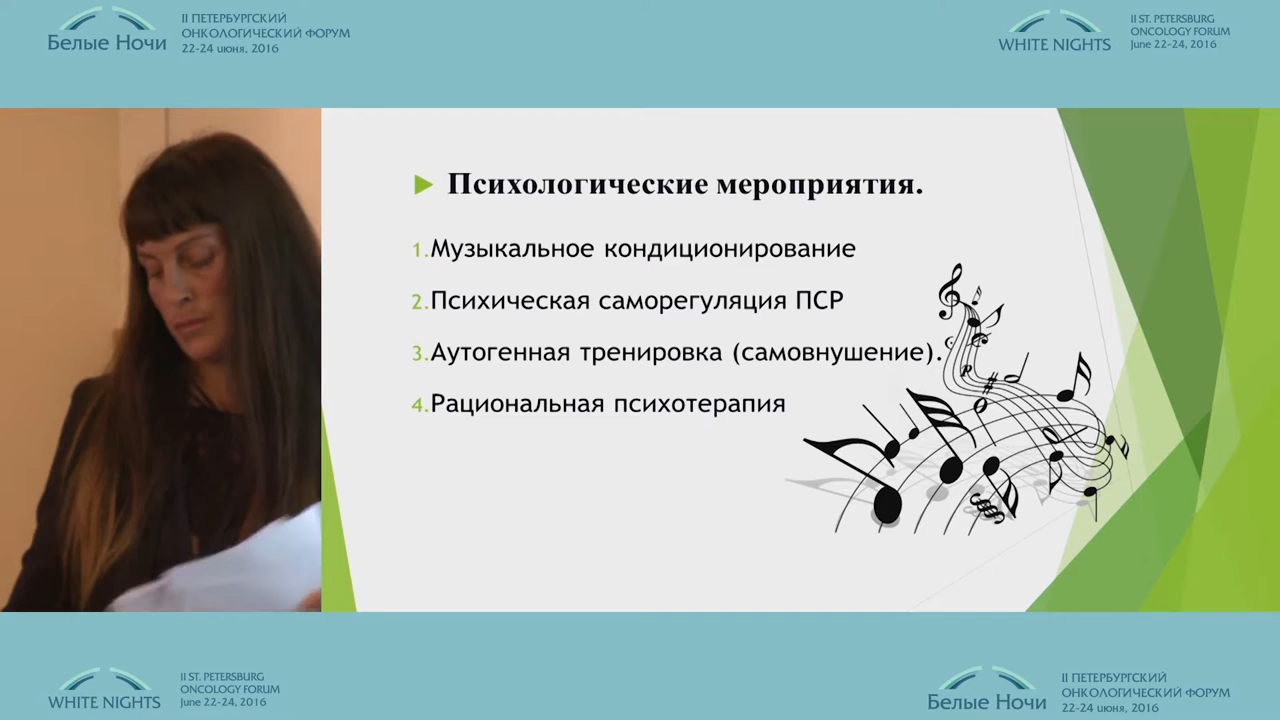 Белые Ночи
II ПЕТЕРБУРГСКИЙ
ОНКОЛОГИЧЕСКИЙ ФОРУМ
22-24 июня, 2016
WHITE NIGHTS
II ST. PETERSBURG
ONCOLOGY FORUM
June 22-24, 2016
Психологические мероприятия.
1.Музыкальное кондиционирование
2.Психическая саморегуляция ПСР
3.Аутогенная тренировка (самовнушение).
4.Рациональная психотерапия
WHITE NIGHTS
II ST. PETERSBURG
ONCOLOGY FORUM
June 22-24, 2016
Белые Ночи
II ПЕТЕРБУРГСКИЙ
ОНКОЛОГИЧЕСКИЙ ФОРУМ
22-24 июня, 2016